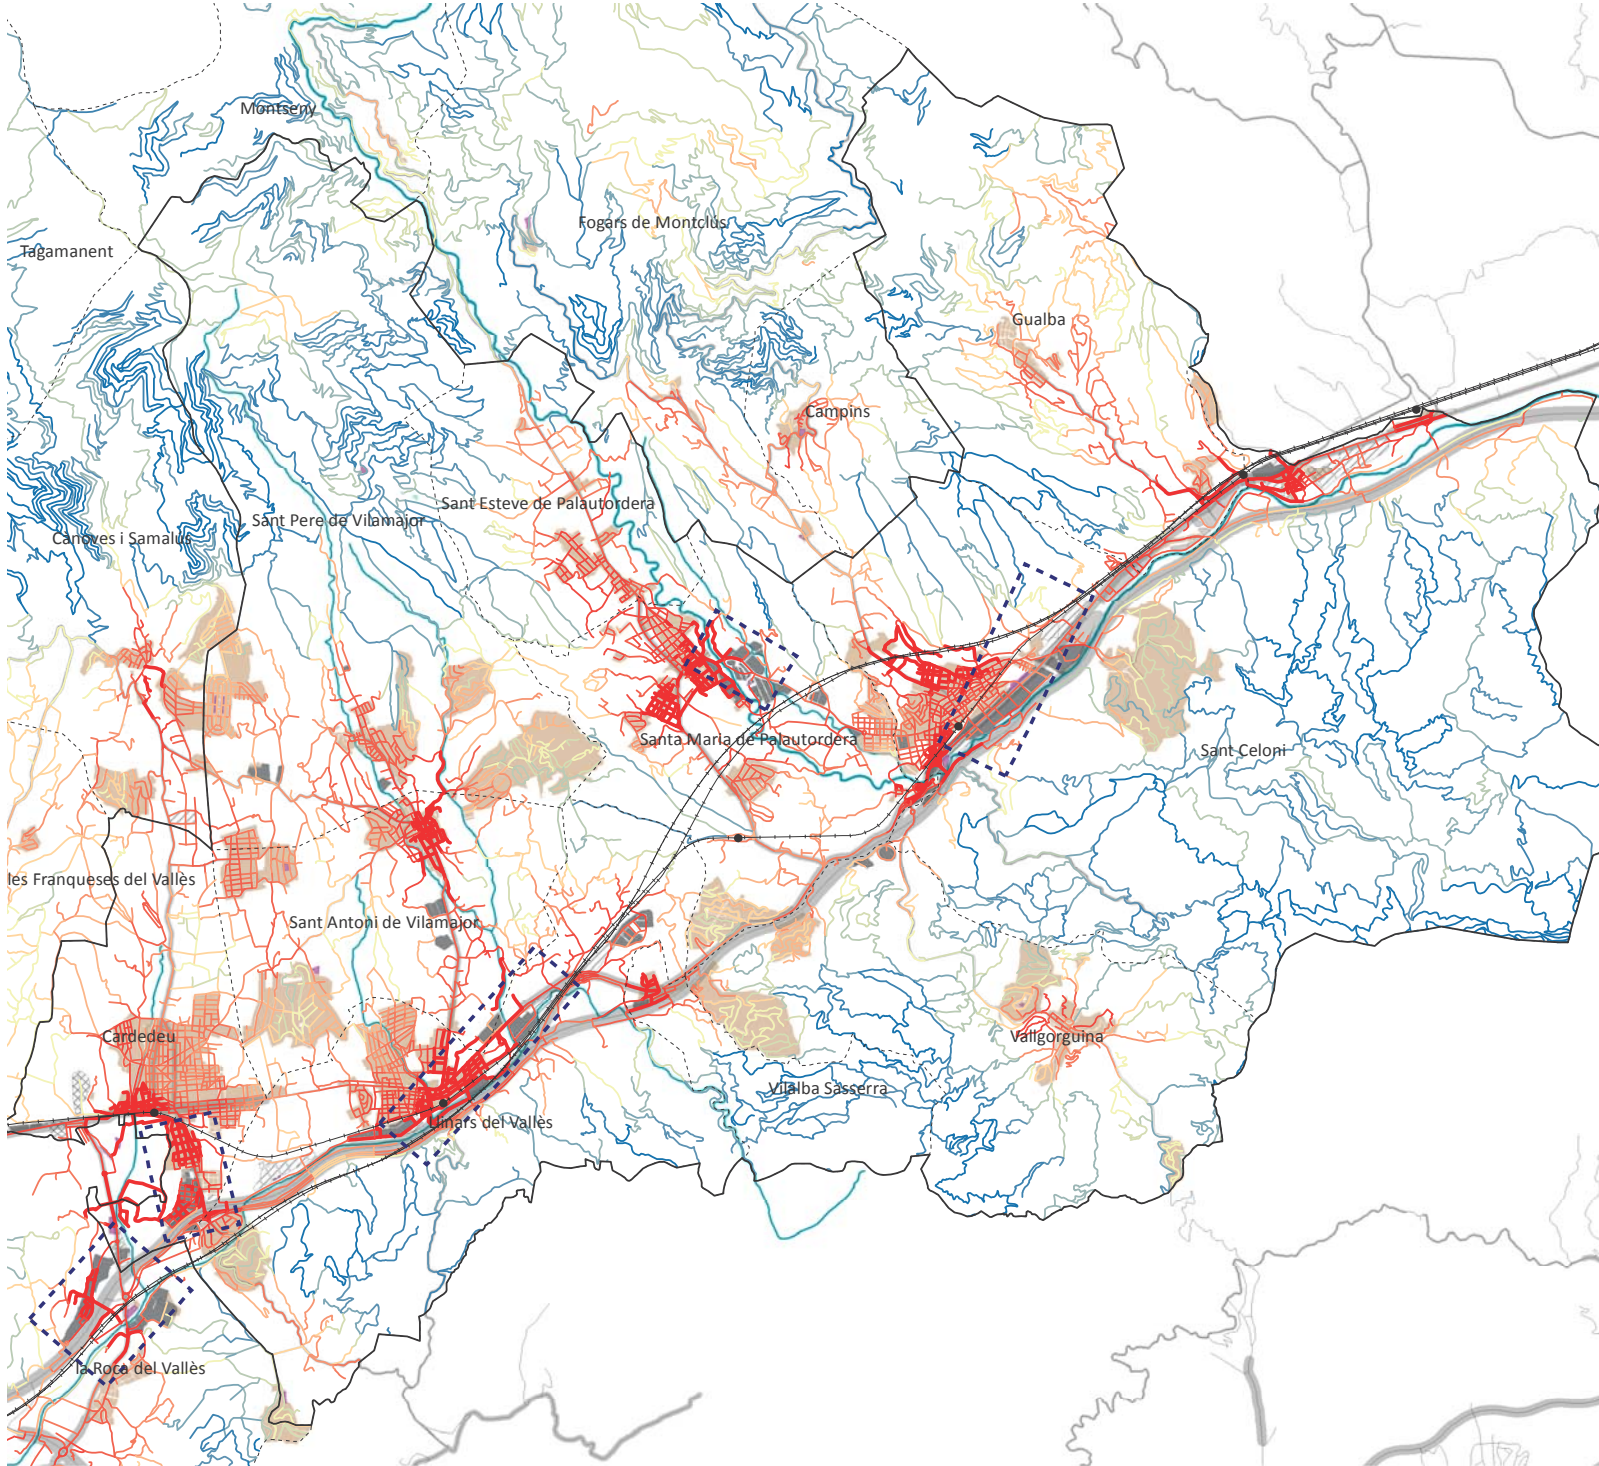 Montseny
Fogars de Montclús
Tagamanent
Gualba
Campins
Sant Esteve de Palautordera
Sant Pere de Vilamajor
Cànoves i Samalús
Santa Maria de Palautordera
Sant Celoni
les Franqueses del Vallès
Sant Antoni de Vilamajor
Cardedeu
Vallgorguina
Vilalba Sasserra
Llinars del Vallès
la Roca del Vallès